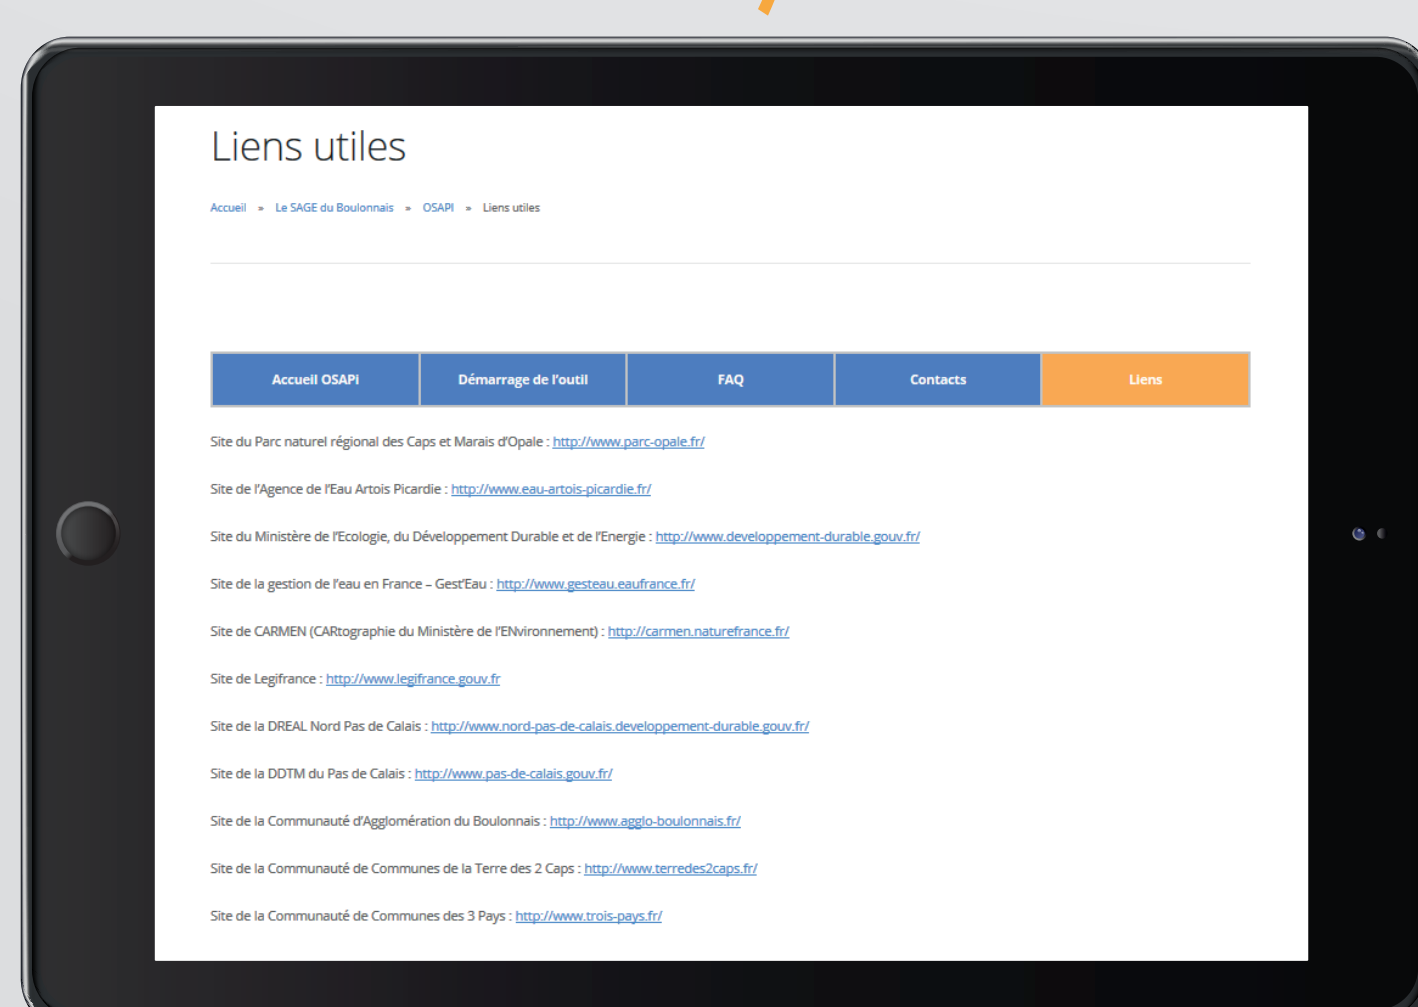 Liens utiles
Accueil » Le SAGE du Boulonnais » OSAPI » Liens utiles
Accueil OSAPi Démarrage de l’outil FAQ Contacts Liens
Site du Parc naturel régional des Caps et Marais d’Opale : http://www.parc-opale.fr/
Site de l’Agence de l’Eau Artois Picardie : http://www.eau-artois-picardie.fr/
Site du Ministère de l’Ecologie, du Développement Durable et de l’Energie : http://www.developpement-durable.gouv.fr/
Site de la gestion de l’eau en France – Gest’Eau : http://www.gesteau.eaufrance.fr/
Site de CARMEN (CARtographie du Ministère de l’ENvironnement) : http://carmen.naturefrance.fr/
Site de Legifrance : http://www.legifrance.gouv.fr
Site de la DREAL Nord Pas de Calais : http://www.nord-pas-de-calais.developpement-durable.gouv.fr/
Site de la DDTM du Pas de Calais : http://www.pas-de-calais.gouv.fr/
Site de la Communauté d’Agglomération du Boulonnais : http://www.agglo-boulonnais.fr/
Site de la Communauté de Communes de la Terre des 2 Caps : http://www.terredes2caps.fr/
Site de la Communauté de Communes des 3 Pays : http://www.trois-pays.fr/